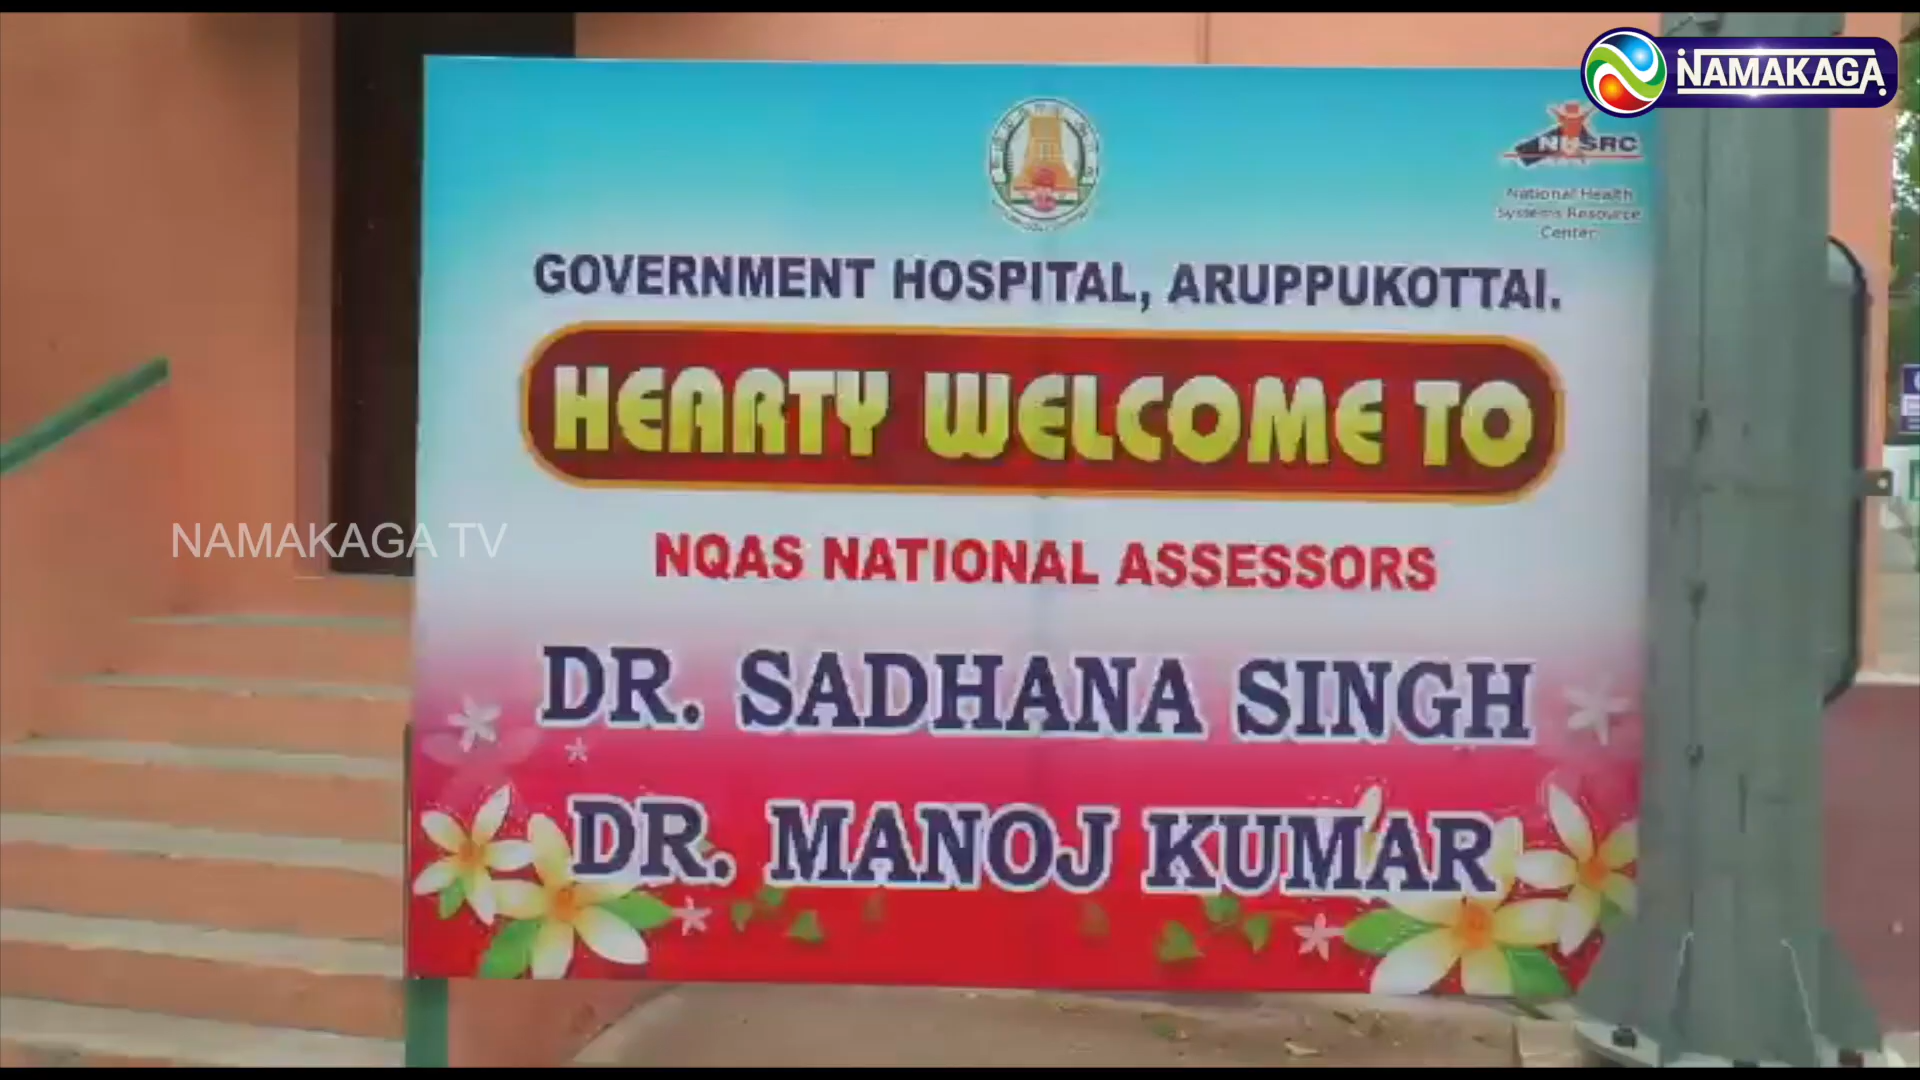 NAMAKAGA
NHSRC
National Health
Systems Resource
Center
GOVERNMENT HOSPITAL, ARUPPUKOTTAI.
HEARTY WELCOME TO
NAMAKAGA TV
NQAS NATIONAL ASSESSORS
DR. SADHANA SINGH
DR. MANOJ KUMAR